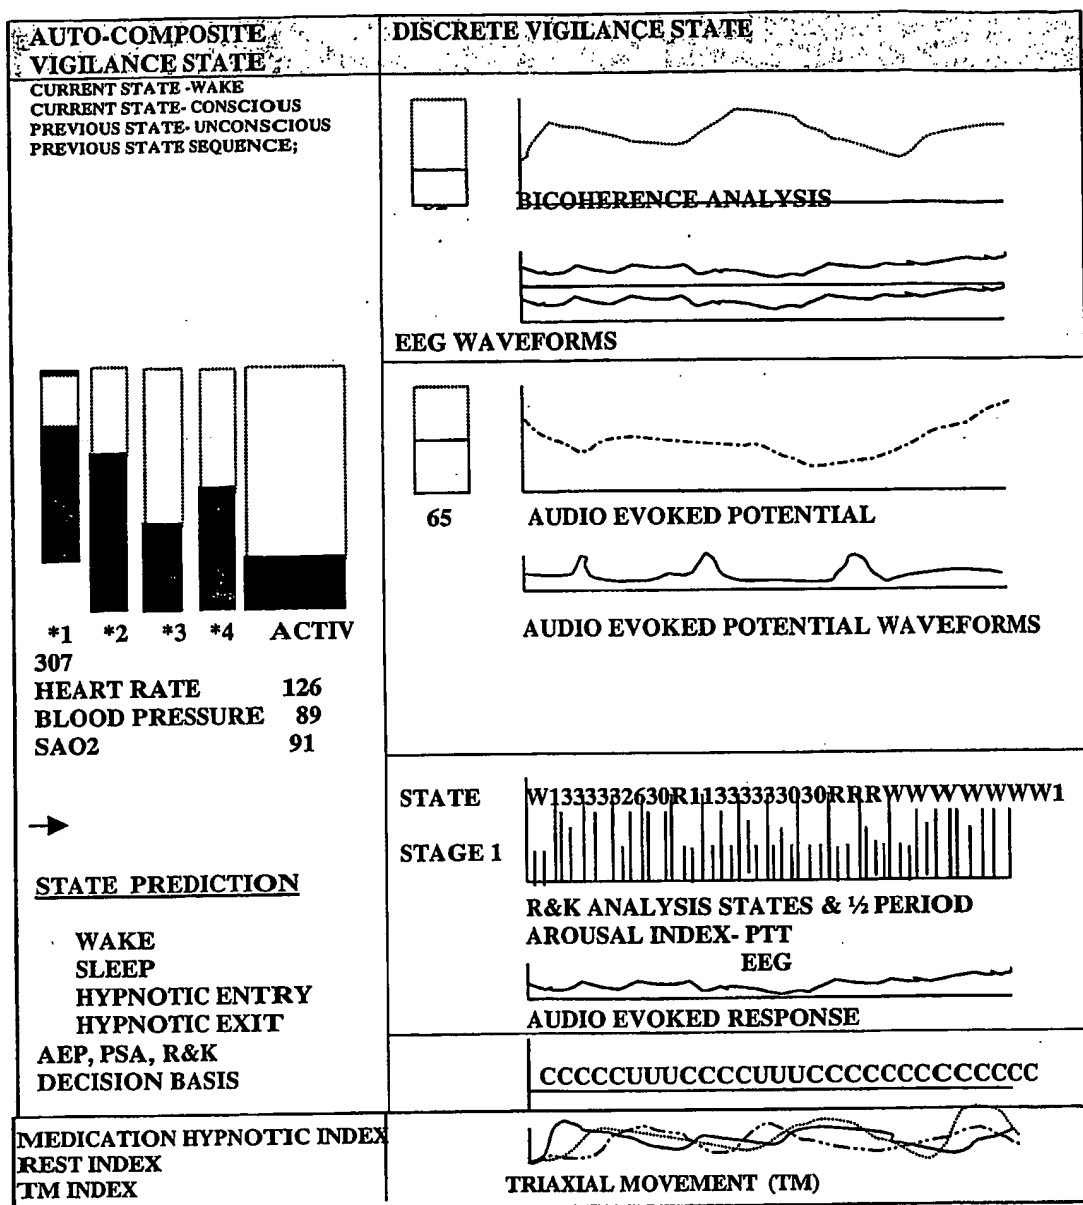 AUTO-COMPOSITE
VIGILANCE STATE
CURRENT STATE -WAKE
CURRENT STATE- CONSCIOUS
PREVIOUS STATE- UNCONSCIOUS
PREVIOUS STATE SEQUENCE;
*1 *2 *3 *4 ACTIV
307
HEART RATE 126
BLOOD PRESSURE 89
SAO2 91
STATE PREDICTION
WAKE
SLEEP
HYPNOTIC ENTRY
HYPNOTIC EXIT
AEP, PSA, R&K
DECISION BASIS
MEDICATION HYPNOTIC INDEX
REST INDEX
TM INDEX
DISCRETE VIGILANCE STATE
BICOHERENCE ANALYSIS
EEG WAVEFORMS
65
AUDIO EVOKED POTENTIAL
AUDIO EVOKED POTENTIAL WAVEFORMS
STATE W1333332630R11333333030RRRWWWWWWWW1
STAGE 1
R&K ANALYSIS STATES & ½ PERIOD
AROUSAL INDEX- PTT
EEG
AUDIO EVOKED RESPONSE
CCCCCUUUCCCCUUUCCCCCCCCCCCCCC
TRIAXIAL MOVEMENT (TM)